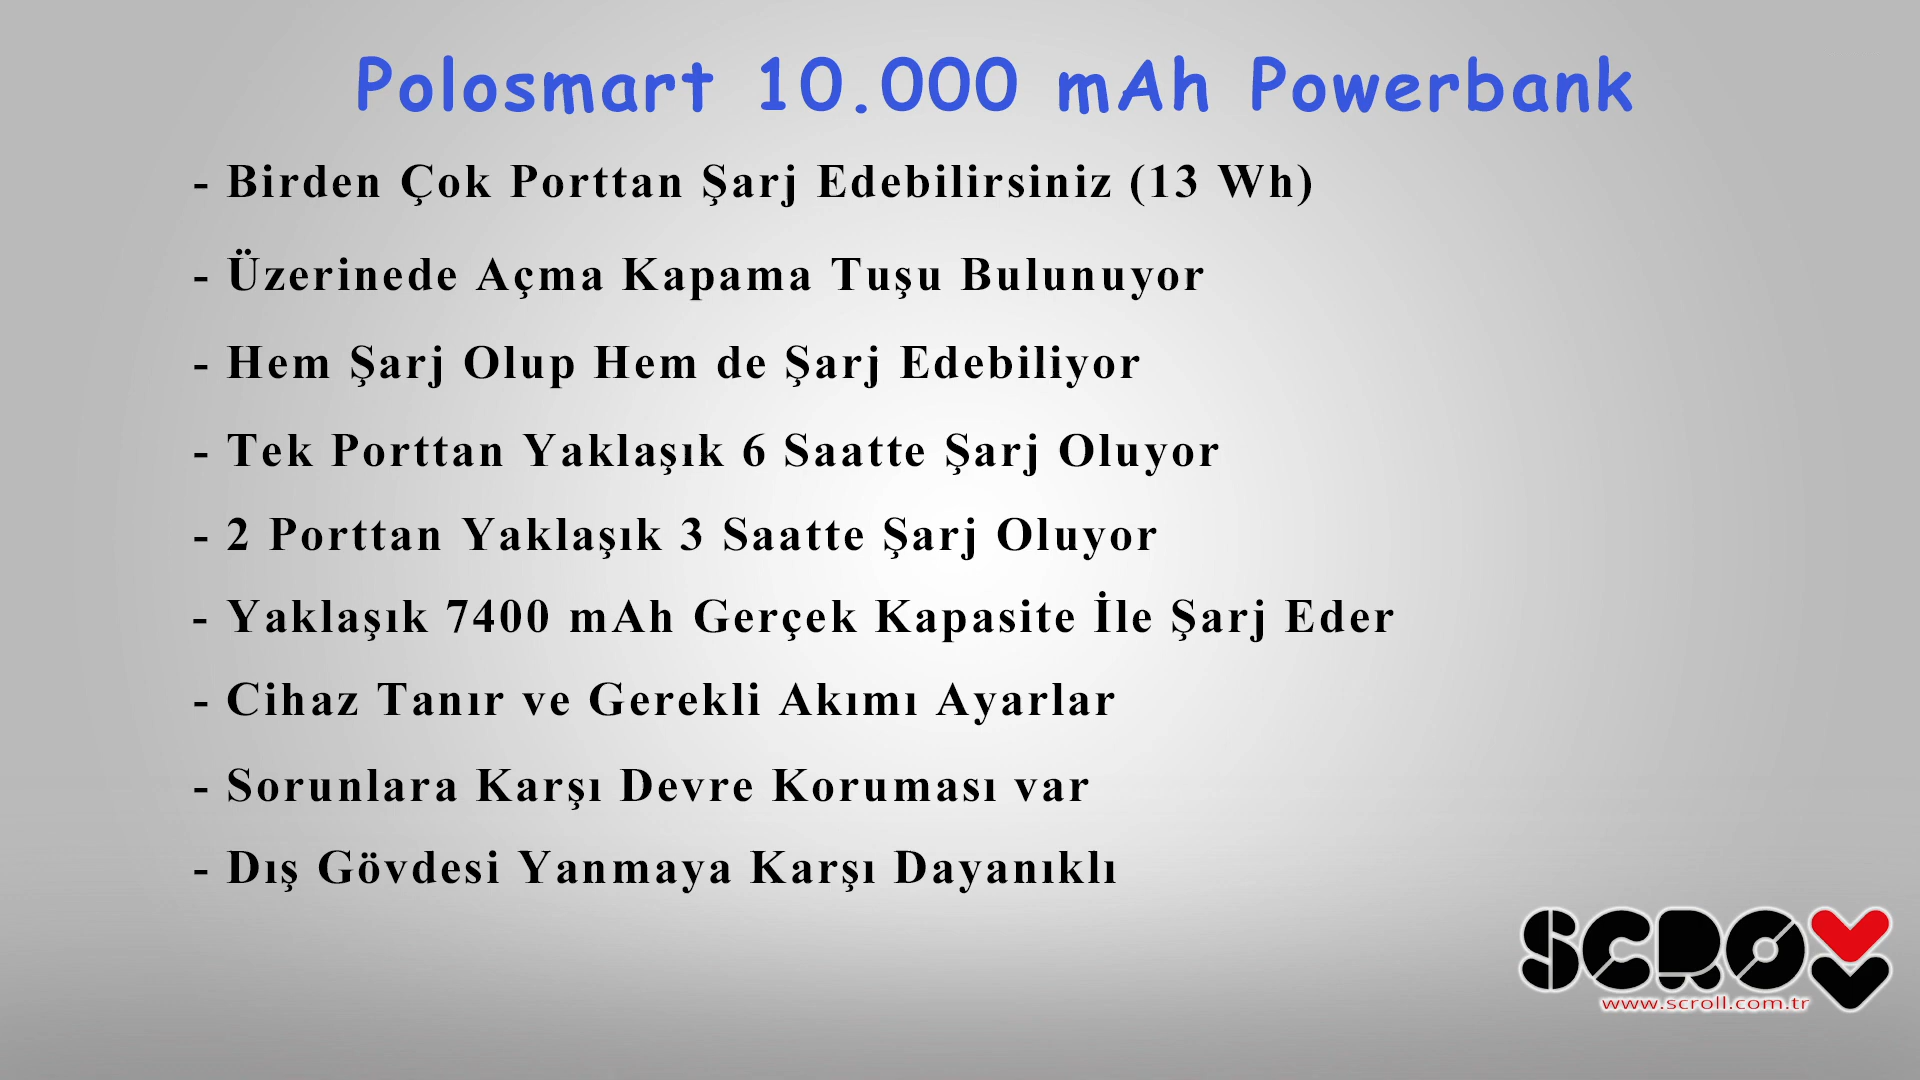 Polosmart 10.000 mAh Powerbank
- Birden Çok Porttan Şarj Edebilirsiniz (13 Wh)
- Üzerinede Açma Kapama Tuşu Bulunuyor
- Hem Şarj Olup Hem de Şarj Edebiliyor
- Tek Porttan Yaklaşık 6 Saatte Şarj Oluyor
- 2 Porttan Yaklaşık 3 Saatte Şarj Oluyor
- Yaklaşık 7400 mAh Gerçek Kapasite İle Şarj Eder
- Cihaz Tanır ve Gerekli Akımı Ayarlar
- Sorunlara Karşı Devre Koruması var
- Dış Gövdesi Yanmaya Karşı Dayanıklı
SCRO
www.scroll.com.tr